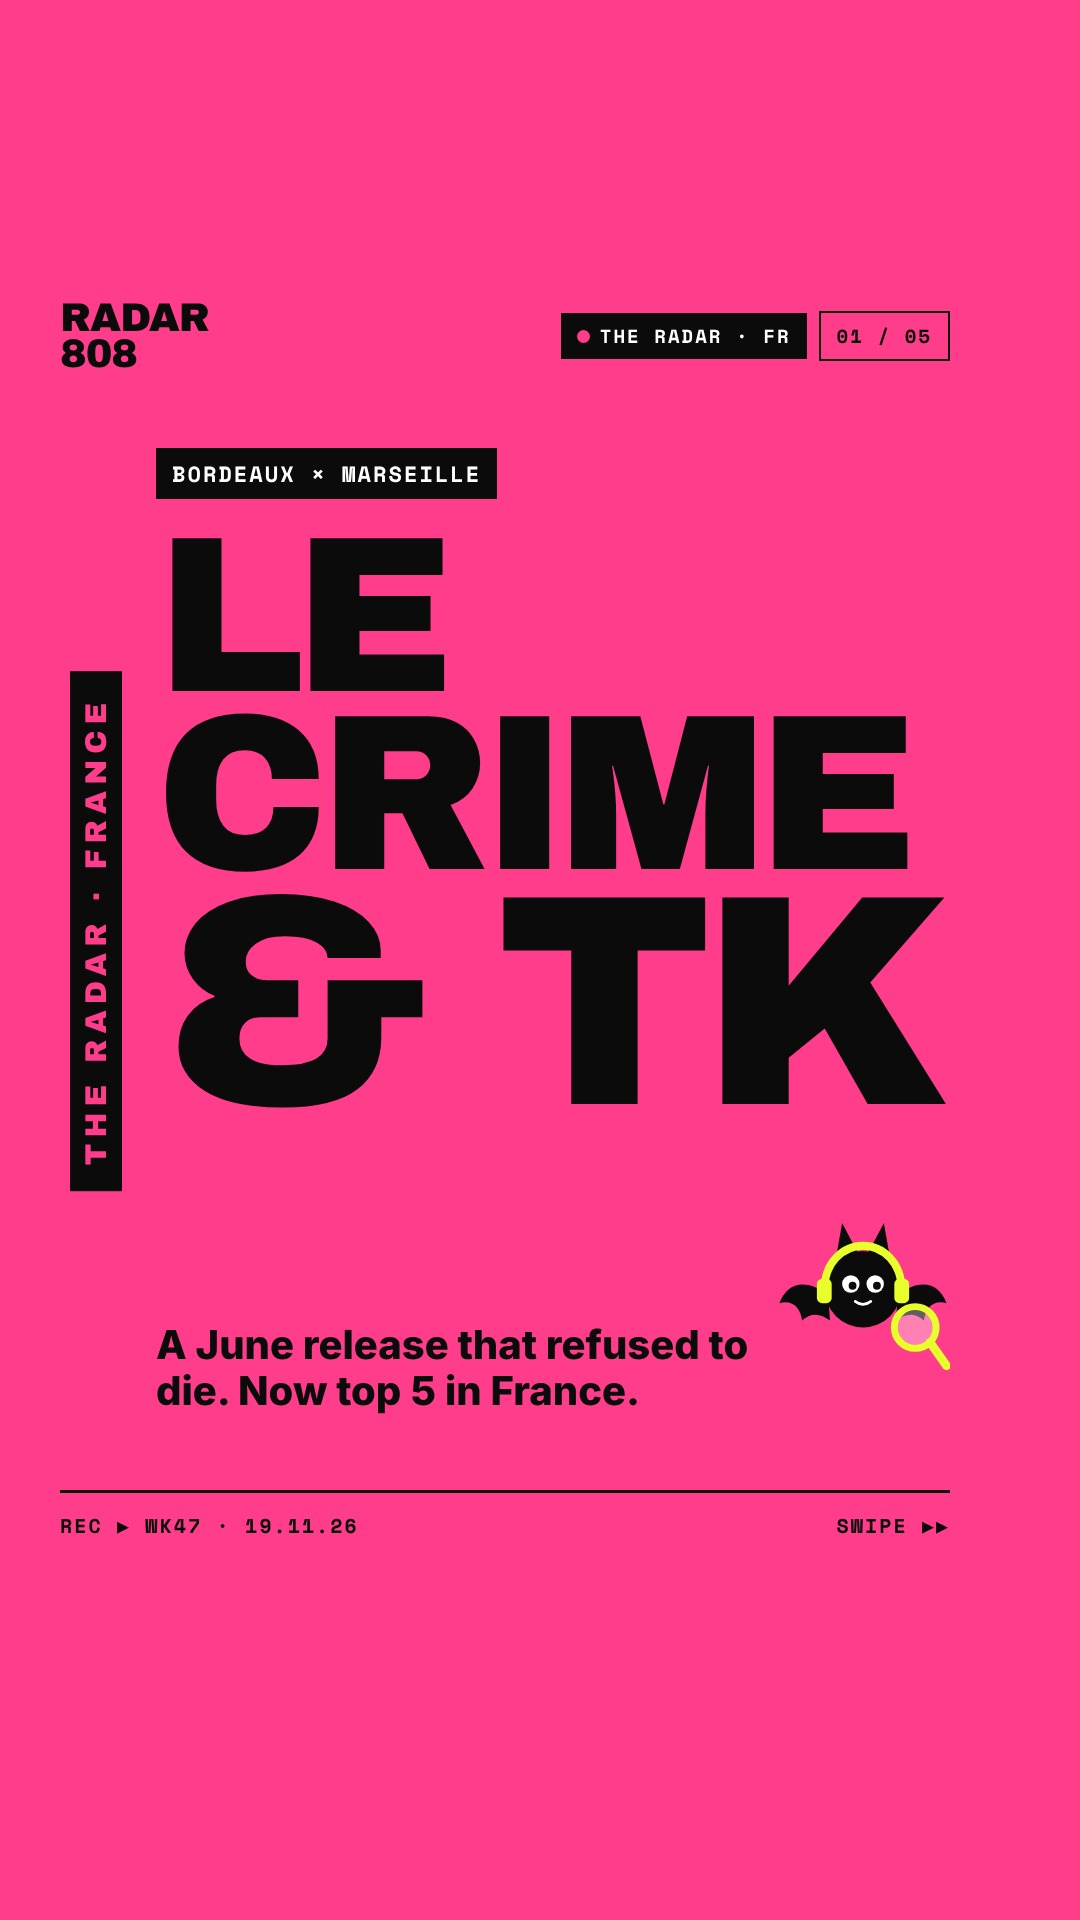 RADAR
808
THE RADAR · FR
01 / 05
BORDEAUX × MARSEILLE
LE
CRIME
& TK
THE RADAR · FRANCE
A June release that refused to
die. Now top 5 in France.
REC ▶ WK47 · 19.11.26
SWIPE ▶▶